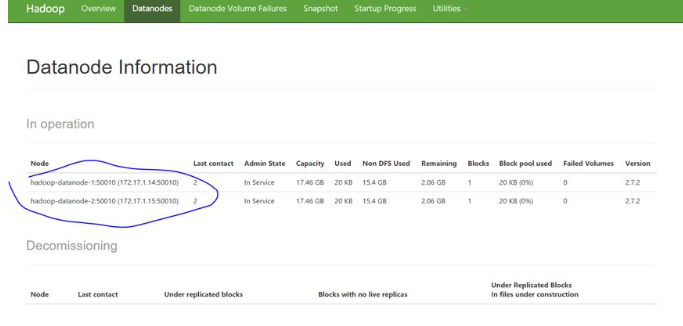 Hadoop Overview Datanodes Datanode Volume Failures Snapshot Startup Progress Utilities
Datanode Information
In operation
Node Last contact Admin State Capacity Used Non DFS Used Remaining Blocks Block pool used Failed Volumes Version
hadoop-datanode-1:50010 (172.17.1.14:50010) 2 In Service 17.46 GB 20 KB 15.4 GB 2.06 GB 1 20 KB (0%) 0 2.7.2
hadoop-datanode-2:50010 (172.17.1.15:50010) 2 In Service 17.46 GB 20 KB 15.4 GB 2.06 GB 1 20 KB (0%) 0 2.7.2
Decomissioning
Node Last contact Under replicated blocks Blocks with no live replicas Under Replicated Blocks
In files under construction